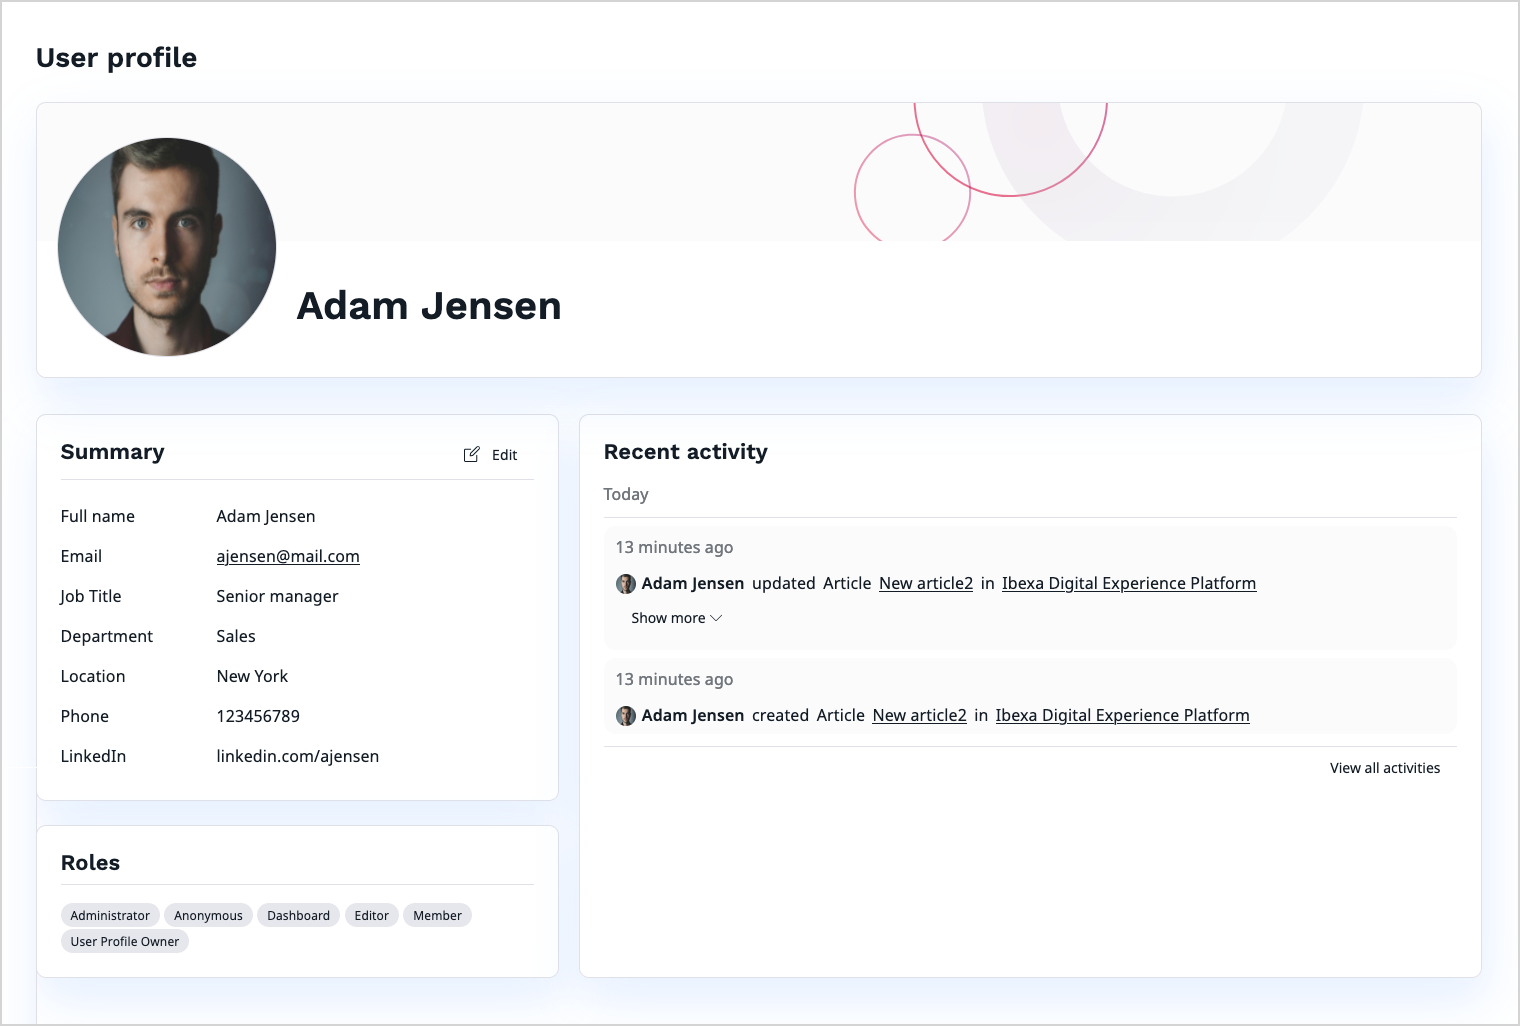 User profile
Adam Jensen
Summary
Edit
Full name Adam Jensen
Email ajensen@mail.com
Job Title Senior manager
Department Sales
Location New York
Phone 123456789
LinkedIn linkedin.com/ajensen
Roles
Administrator Anonymous Dashboard Editor Member
User Profile Owner
Recent activity
Today
13 minutes ago
Adam Jensen updated Article New article2 in Ibexa Digital Experience Platform
Show more
13 minutes ago
Adam Jensen created Article New article2 in Ibexa Digital Experience Platform
View all activities